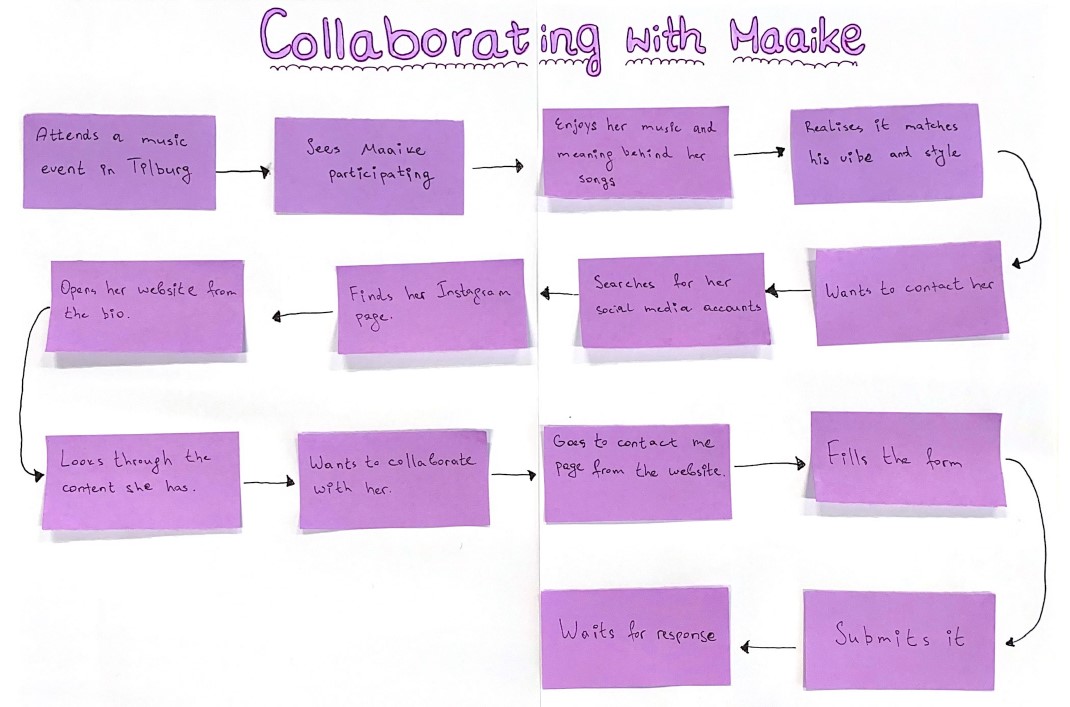 Collaborating with Maaike
Attends a music
event in Tilburg
Sees Maaike
participating
Enjoys her music and
meaning behind her
songs
Realises it matches
his vibe and style
Wants to contact her
Searches for her
social media accounts
Finds her Instagram
page.
Opens her website from
the bio.
Looks through the
content she has.
Wants to collaborate
with her.
Goes to contact me
page from the website.
Fills the form
Submits it
Waits for response